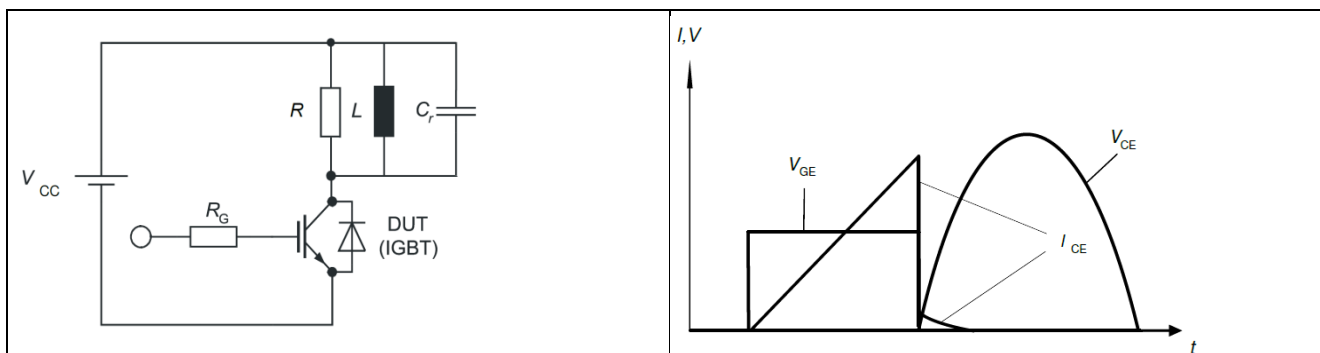 R
L
Cr
VCC
RG
DUT
(IGBT)
I,V
VGE
VCE
ICE
t